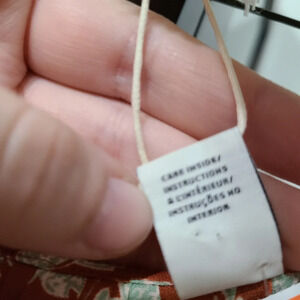 CARE INSIDE/
INSTRUCTIONS
À L'INTÉRIEUR/
INSTRUÇÕES NO
INTERIOR